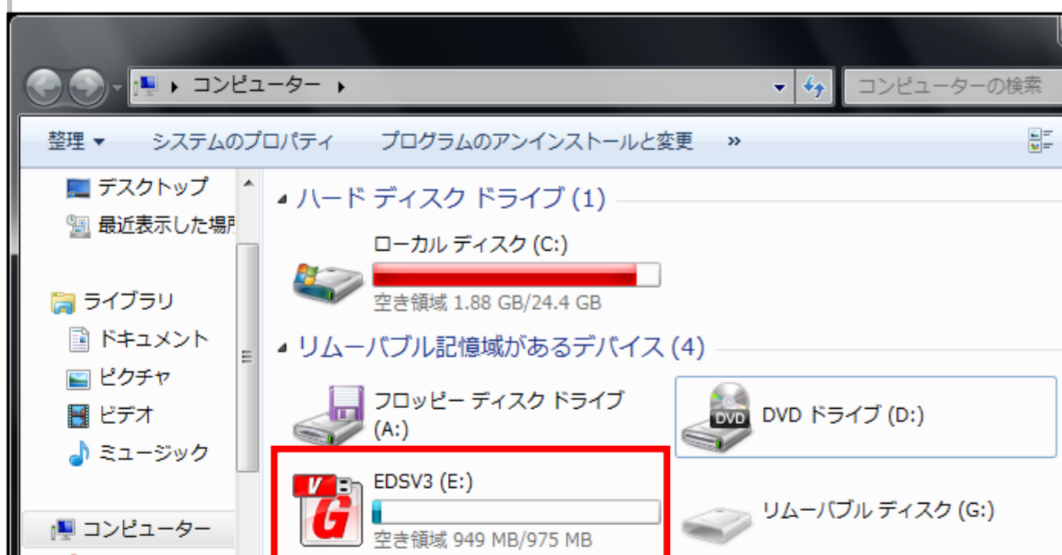 コンピューター
コンピューターの検索
整理
システムのプロパティ
プログラムのアンインストールと変更
»
デスクトップ
最近表示した場所
ライブラリ
ドキュメント
ピクチャ
ビデオ
ミュージック
コンピューター
ハード ディスク ドライブ (1)
ローカル ディスク (C:)
空き領域 1.88 GB/24.4 GB
リムーバブル記憶域があるデバイス (4)
フロッピー ディスク ドライブ
(A:)
DVD
DVD ドライブ (D:)
V
G
EDSV3 (E:)
空き領域 949 MB/975 MB
リムーバブル ディスク (G:)